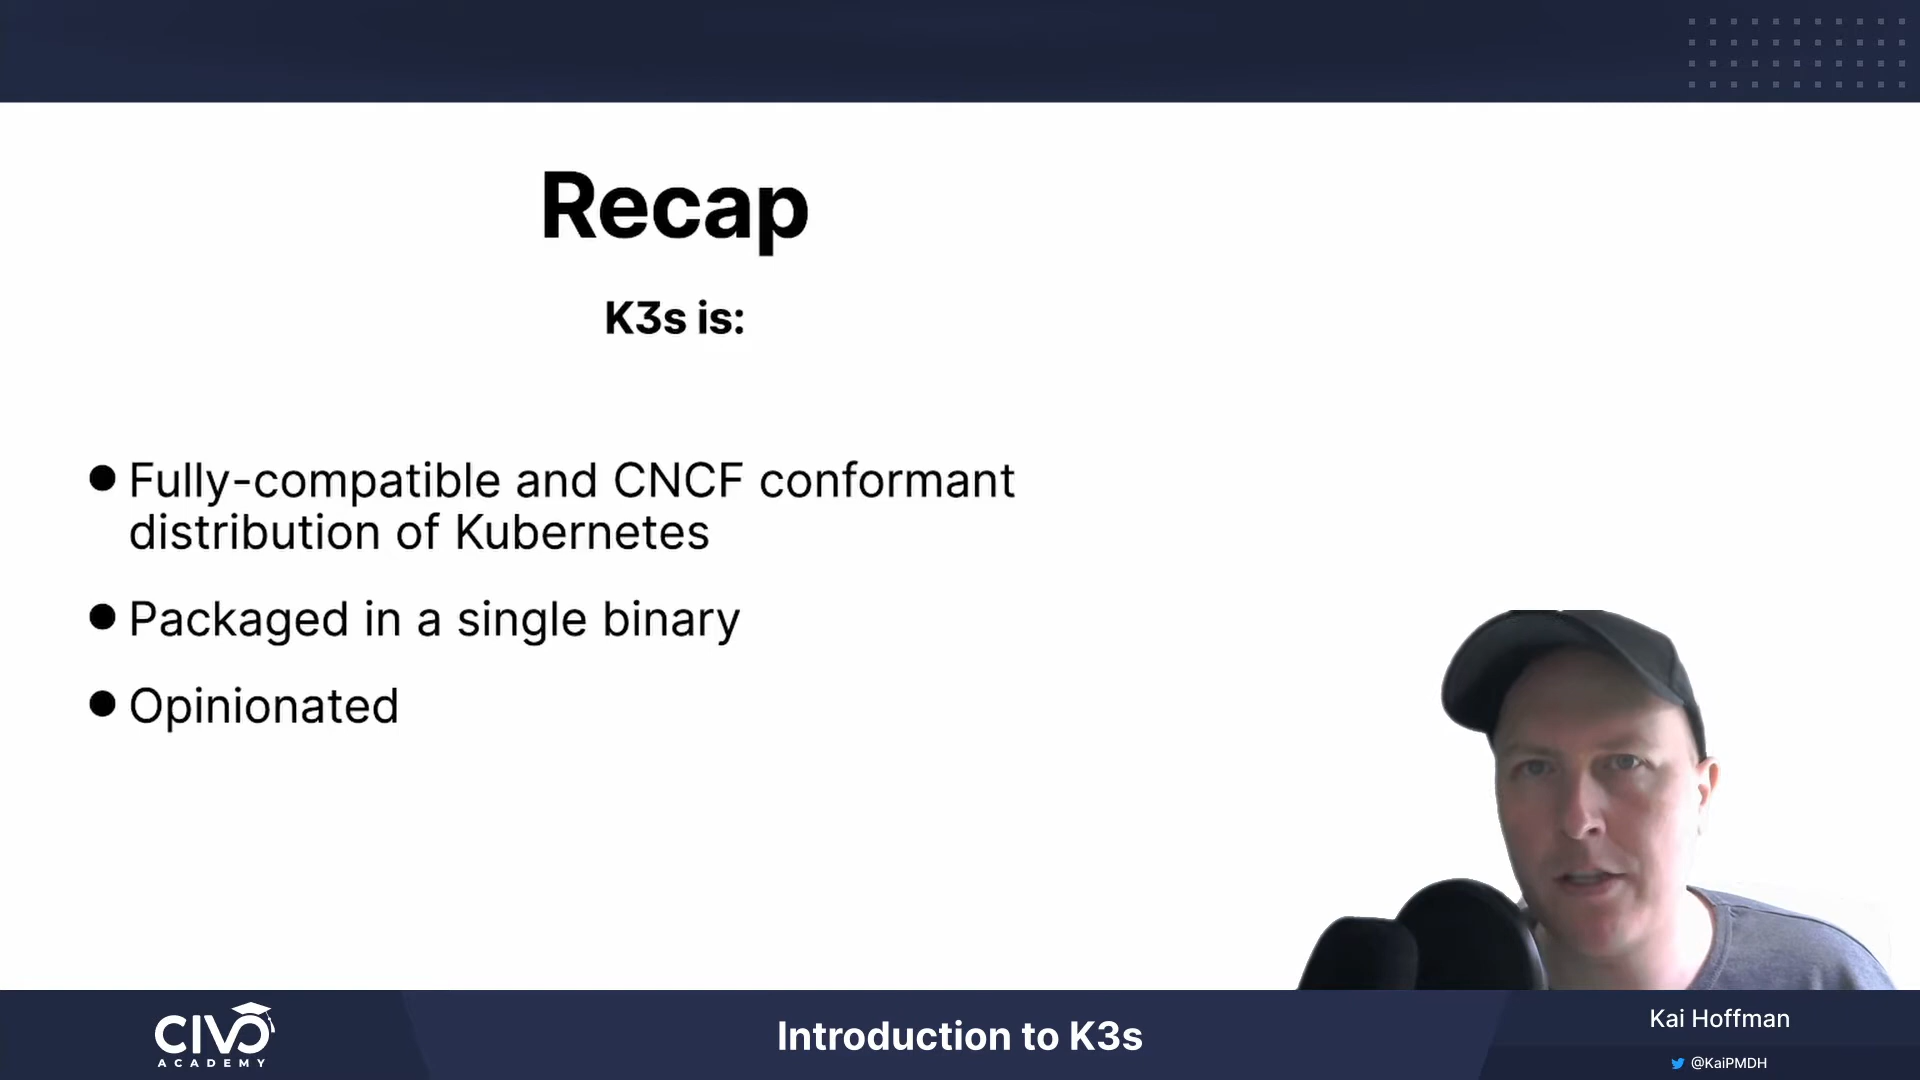 Recap
K3s is:
● Fully-compatible and CNCF conformant
distribution of Kubernetes
● Packaged in a single binary
● Opinionated
CIVO
ACADEMY
Introduction to K3s
Kai Hoffman
@KaiPMDH